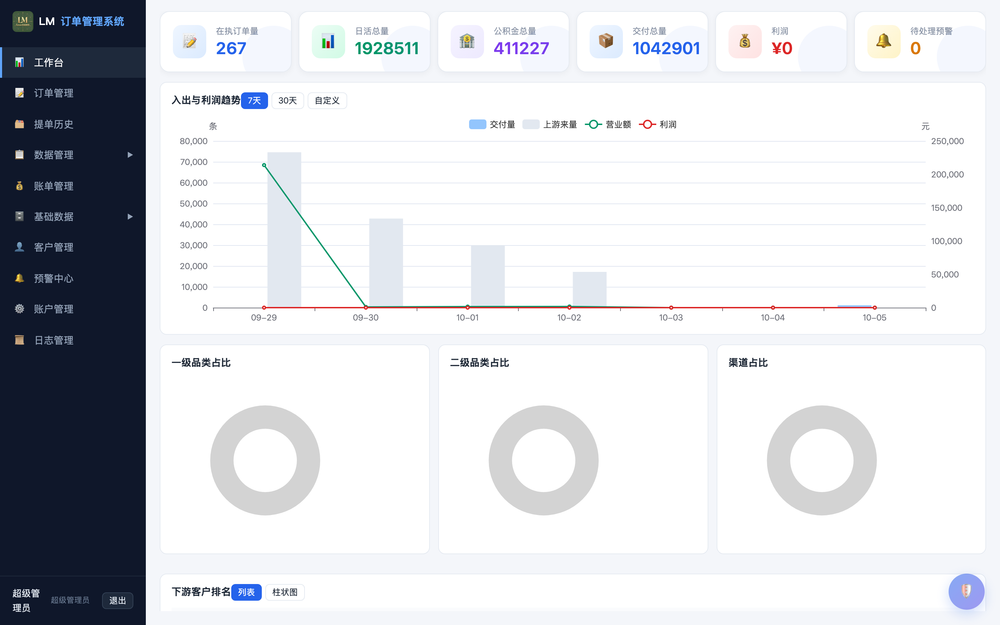 LM 订单管理系统
工作台
订单管理
提单历史
数据管理
账单管理
基础数据
客户管理
预警中心
账户管理
日志管理
超级管
理员
超级管理员
退出
在执订单量
267
日活总量
1928511
公积金总量
411227
交付总量
1042901
利润
¥0
待处理预警
0
入出与利润趋势 7天 30天 自定义
条
交付量 上游来量 营业额 利润
元
80,000
70,000
60,000
50,000
40,000
30,000
20,000
10,000
0
250,000
200,000
150,000
100,000
50,000
0
09-29 09-30 10-01 10-02 10-03 10-04 10-05
一级品类占比
二级品类占比
渠道占比
下游客户排名 列表 柱状图